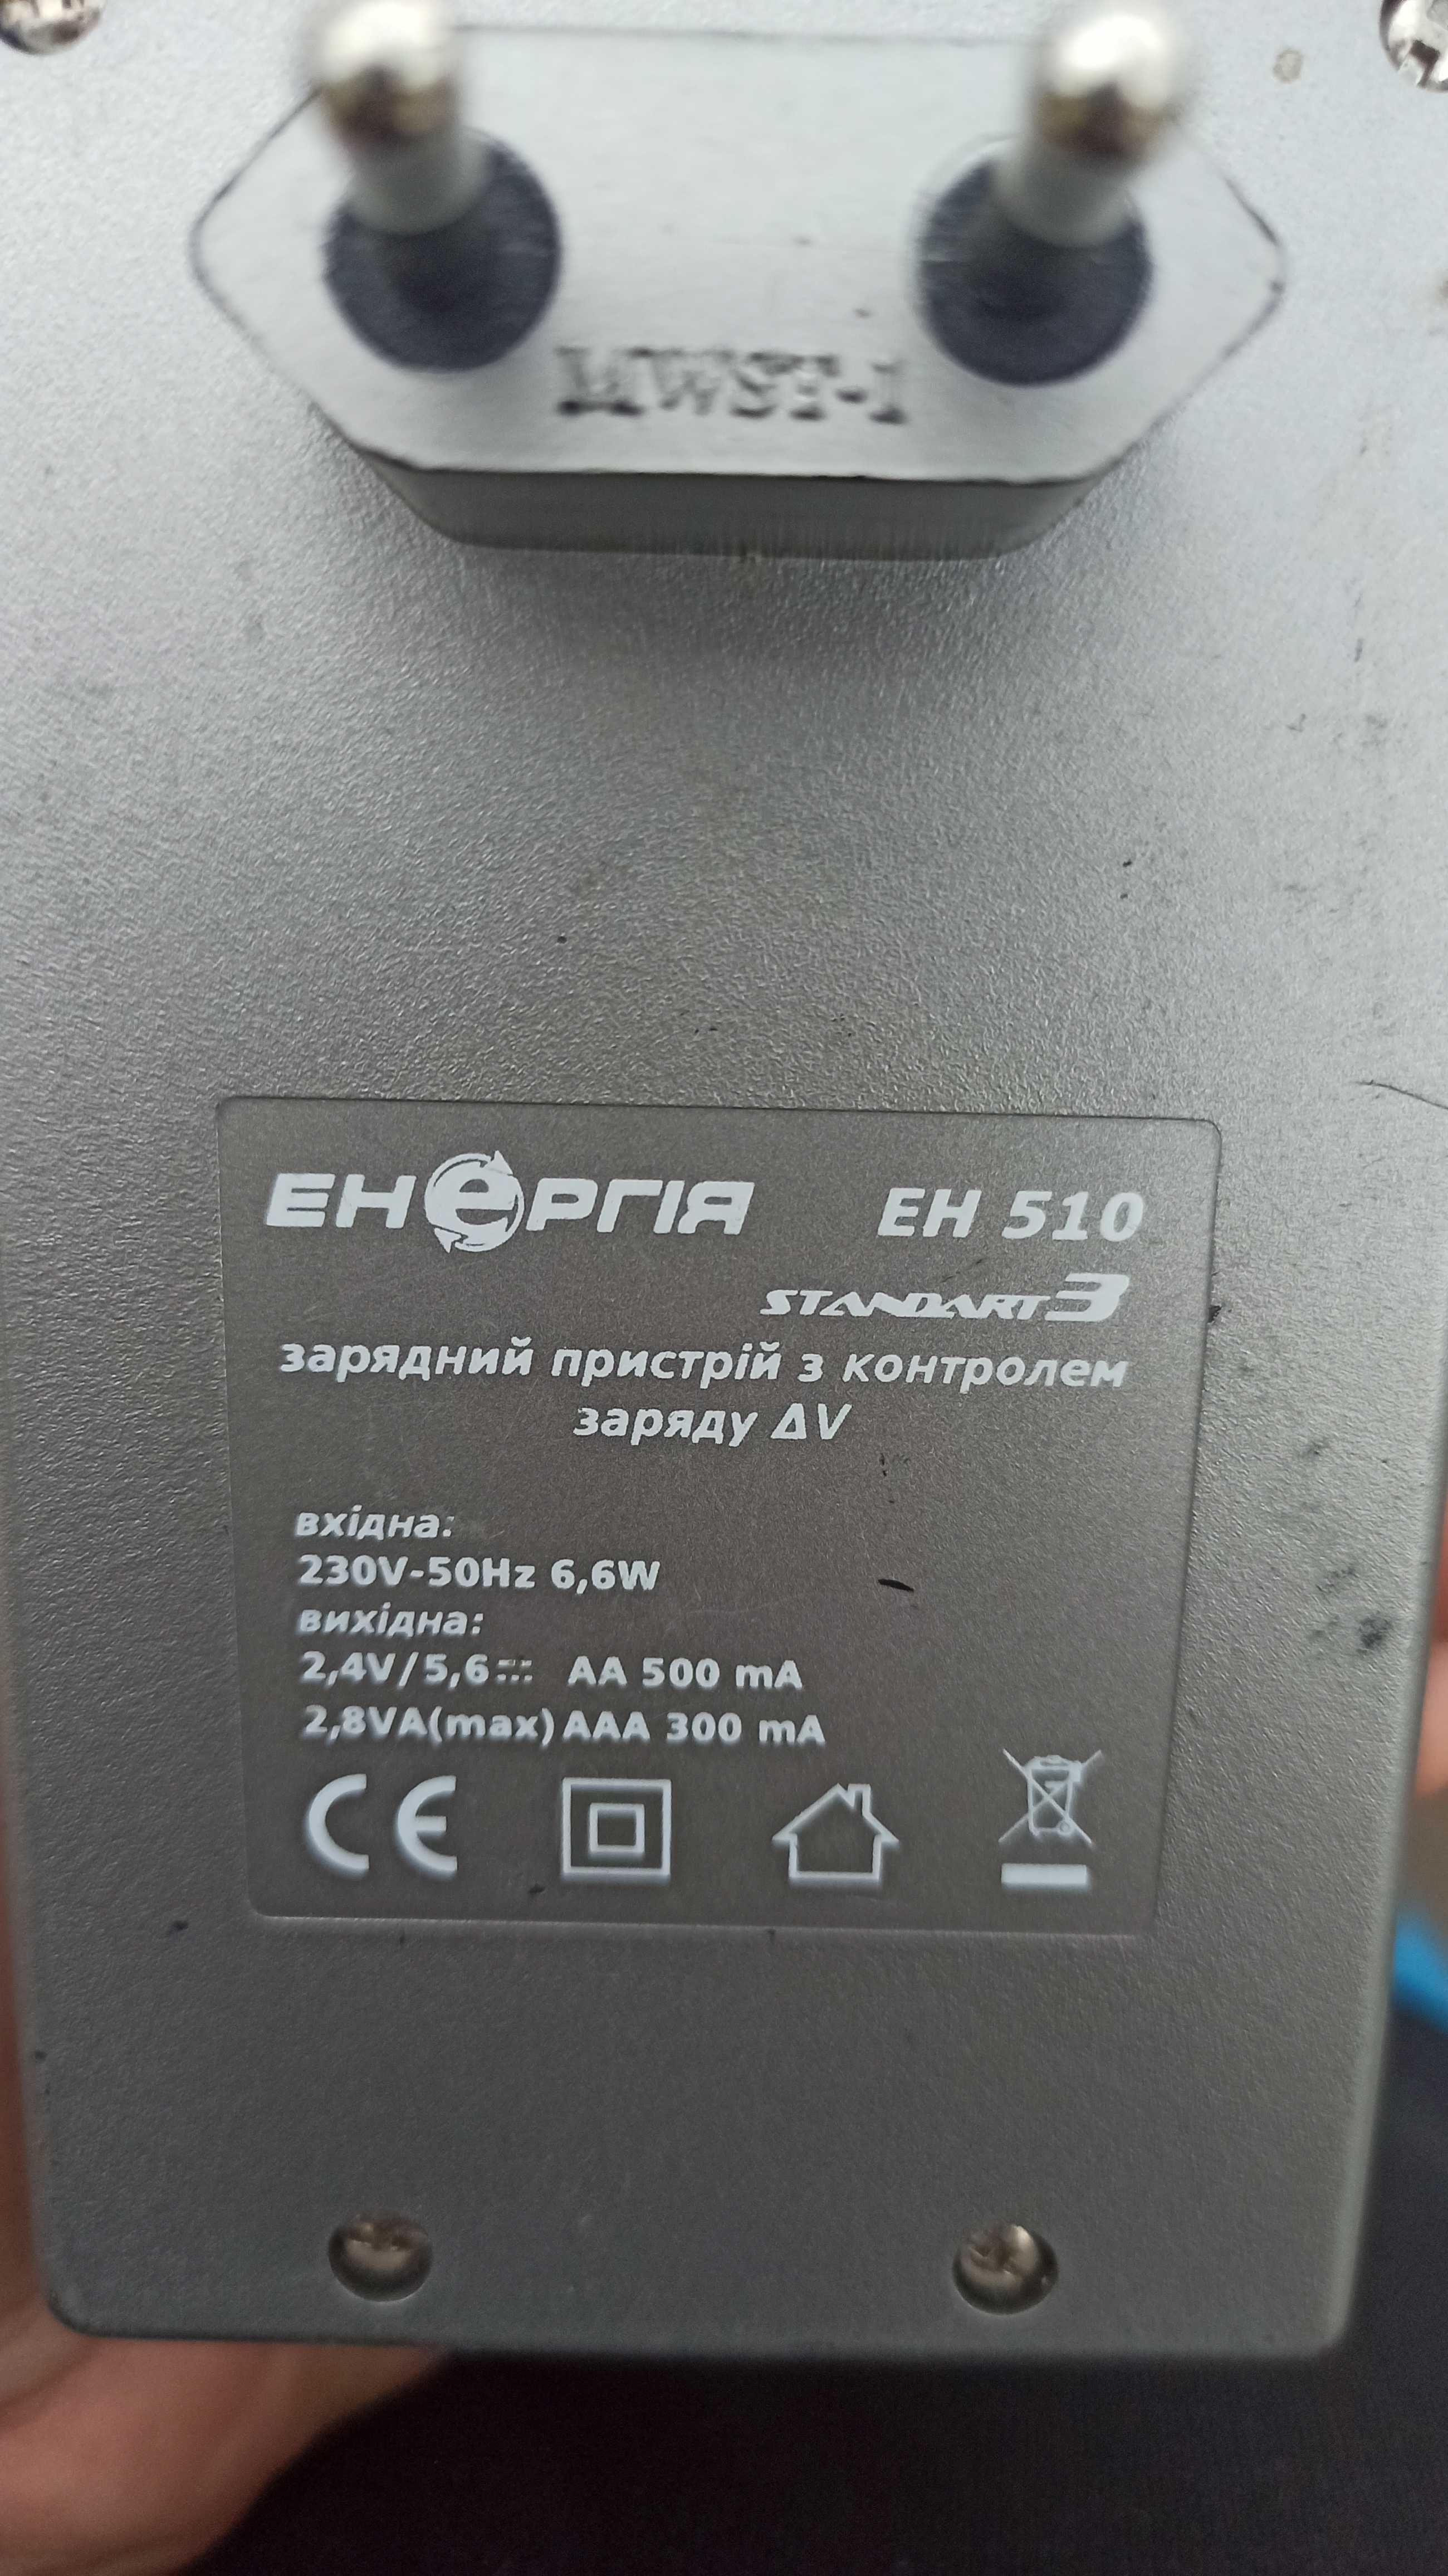 MWST-1
ЕНЕРГІЯ ЕН 510
STANDART3
зарядний пристрій з контролем
заряду ΔV
вхідна:
230V-50Hz 6,6W
вихідна:
2,4V/5,6⎓ AA 500 mA
2,8VA(max) AAA 300 mA
CE